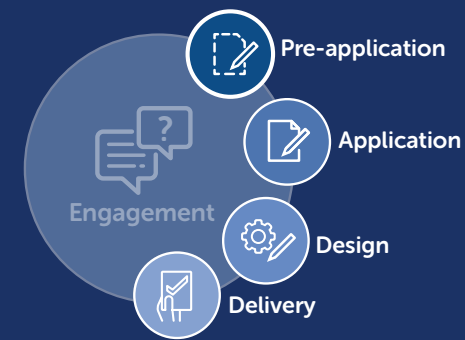 Pre-application
?
Application
Engagement
Design
Delivery